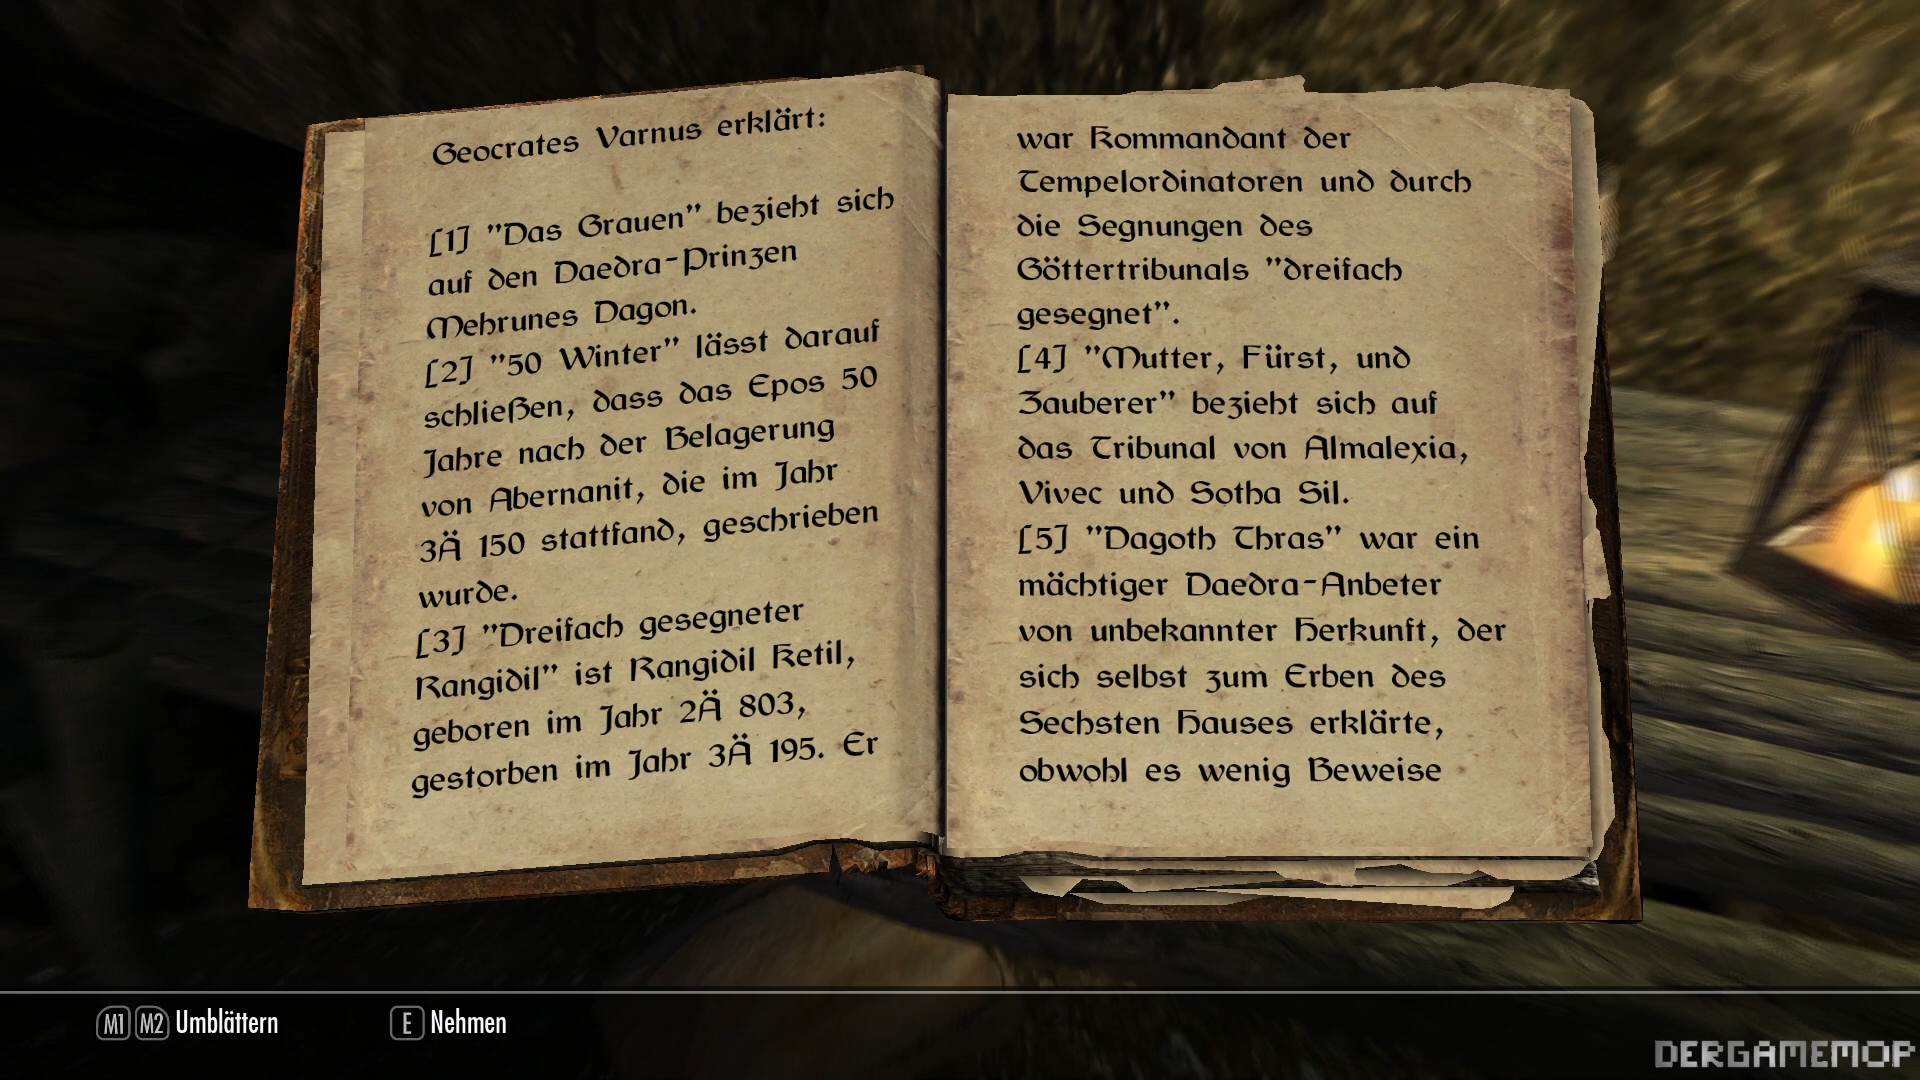 Geocrates Varnus erklärt:
[1] "Das Grauen" bezieht sich
auf den Daedra-Prinzen
Mehrunes Dagon.
[2] "50 Winter" lässt darauf
schließen, dass das Epos 50
Jahre nach der Belagerung
von Abernanit, die im Jahr
3Ä 150 stattfand, geschrieben
wurde.
[3] "Dreifach gesegneter
Rangidil" ist Rangidil Ketil,
geboren im Jahr 2Ä 803,
gestorben im Jahr 3Ä 195. Er
war Kommandant der
Tempelordinatoren und durch
die Segnungen des
Göttertribunals "dreifach
gesegnet".
[4] "Mutter, Fürst, und
Zauberer" bezieht sich auf
das Tribunal von Almalexia,
Vivec und Sotha Sil.
[5] "Dagoth Thras" war ein
mächtiger Daedra-Anbeter
von unbekannter Herkunft, der
sich selbst zum Erben des
Sechsten Hauses erklärte,
obwohl es wenig Beweise
M1 M2 Umblättern
E Nehmen
DERGAMEMOP